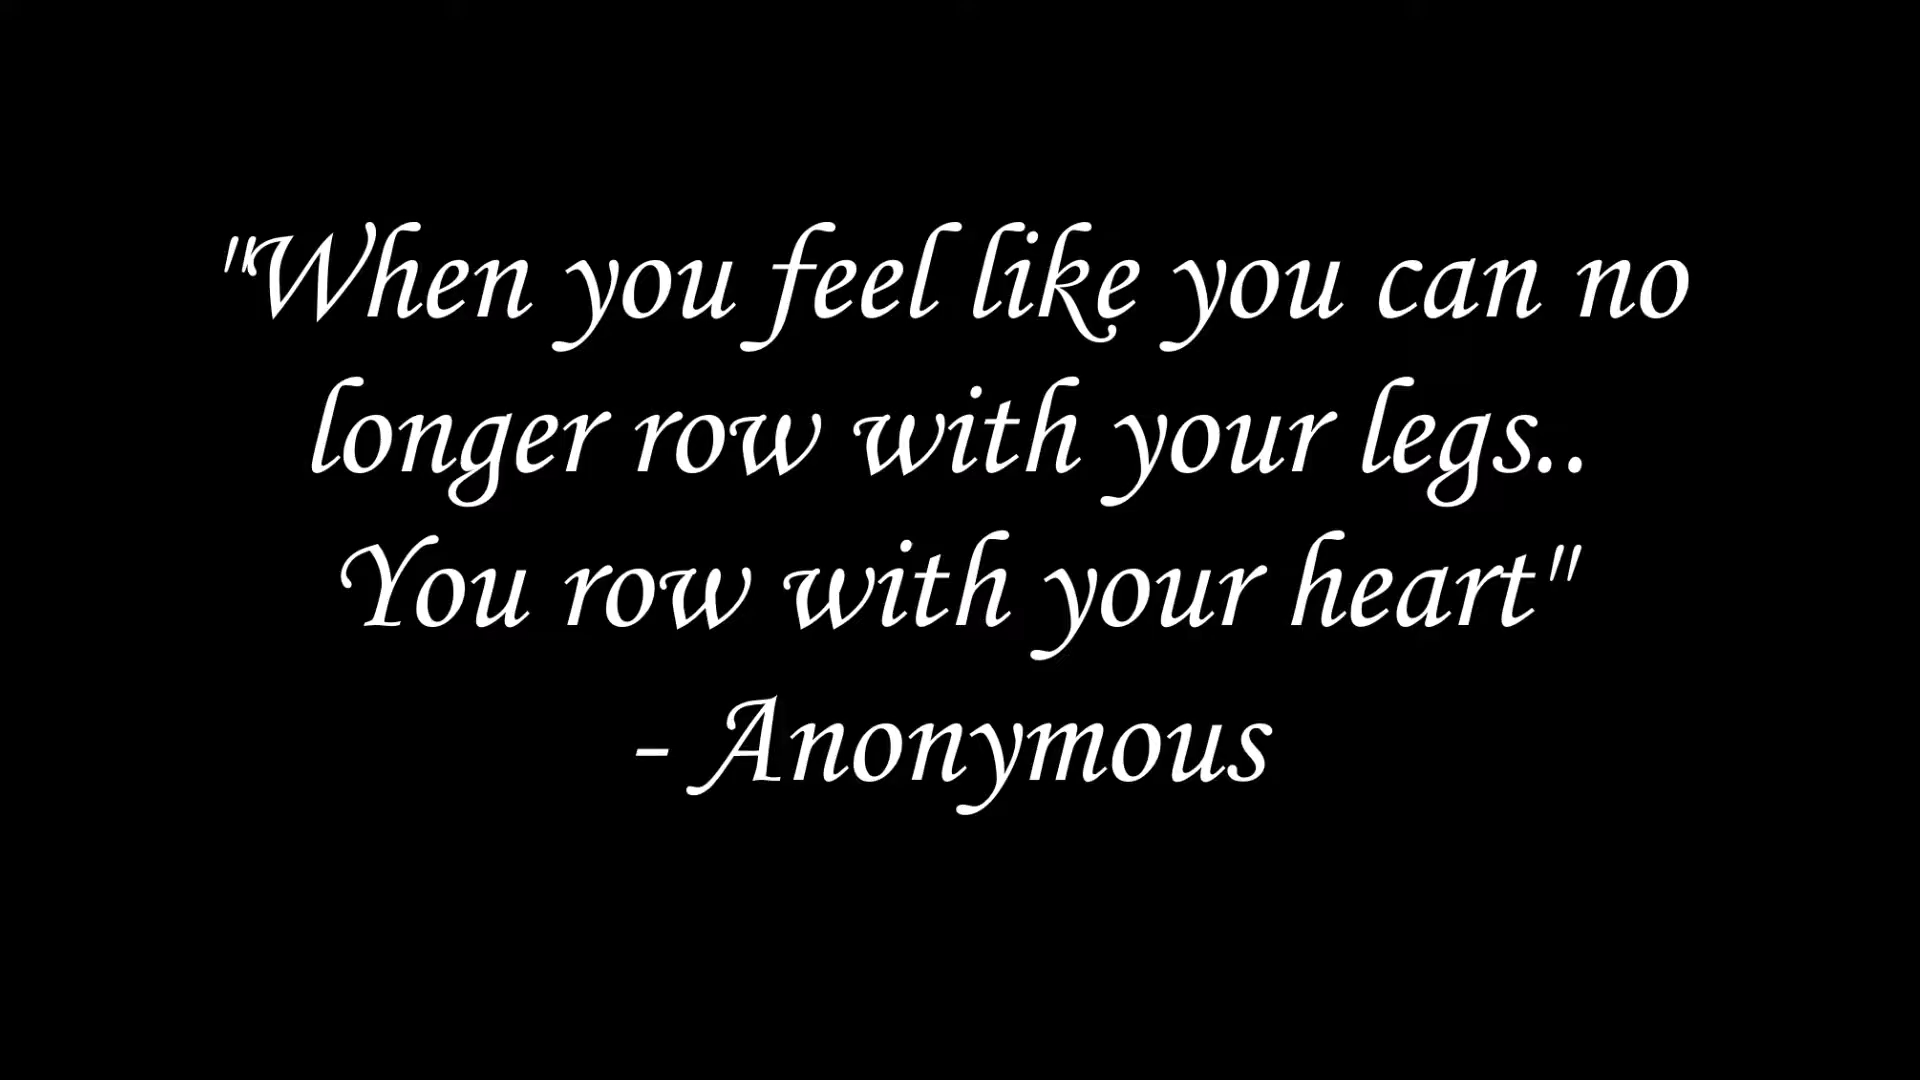 "When you feel like you can no
longer row with your legs..
You row with your heart"
- Anonymous